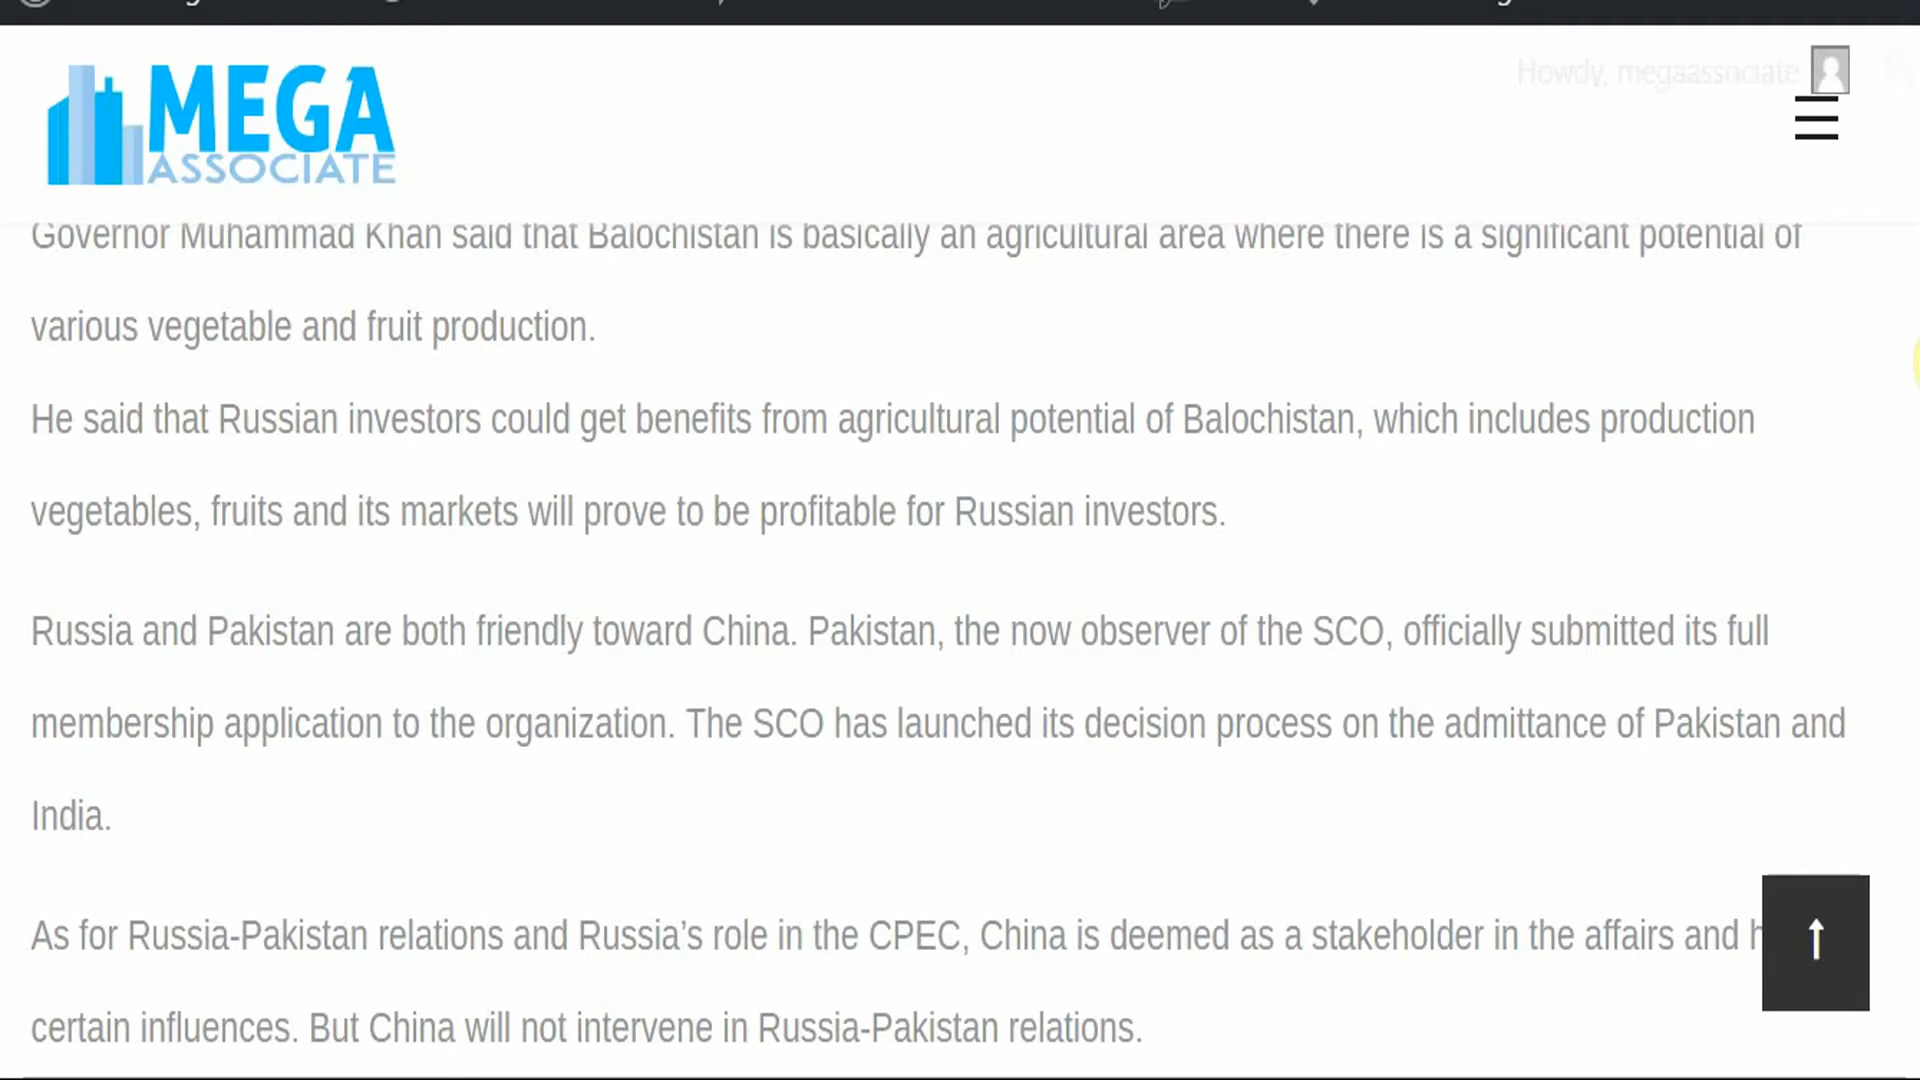 MEGA
ASSOCIATE
Howdy, megaassociate
Governor Muhammad Khan said that Balochistan is basically an agricultural area where there is a significant potential of
various vegetable and fruit production.
He said that Russian investors could get benefits from agricultural potential of Balochistan, which includes production
vegetables, fruits and its markets will prove to be profitable for Russian investors.
Russia and Pakistan are both friendly toward China. Pakistan, the now observer of the SCO, officially submitted its full
membership application to the organization. The SCO has launched its decision process on the admittance of Pakistan and
India.
As for Russia-Pakistan relations and Russia’s role in the CPEC, China is deemed as a stakeholder in the affairs and
certain influences. But China will not intervene in Russia-Pakistan relations.